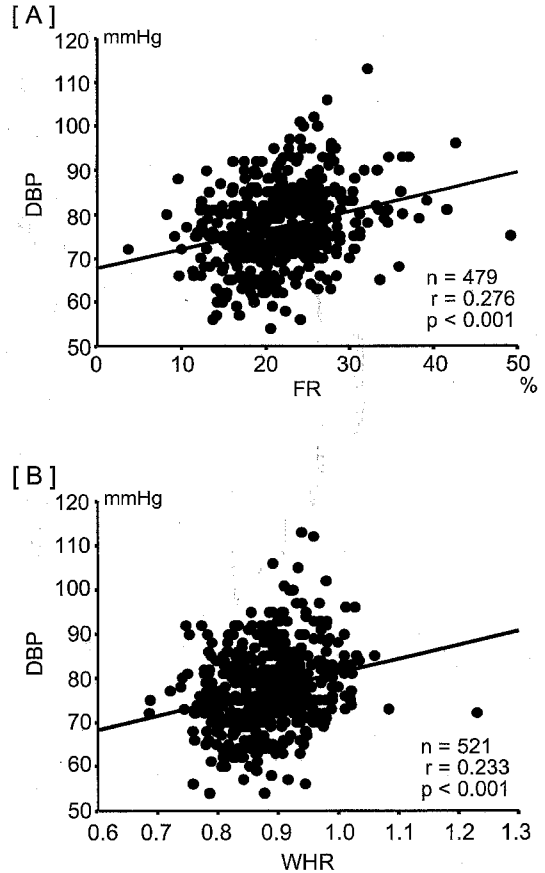 [ A ]
mmHg
120
110
100
90
80
70
60
50
DBP
n = 479
r = 0.276
p < 0.001
0 10 20 30 40 50
FR %
[ B ]
mmHg
120
110
100
90
80
70
60
50
DBP
n = 521
r = 0.233
p < 0.001
0.6 0.7 0.8 0.9 1.0 1.1 1.2 1.3
WHR